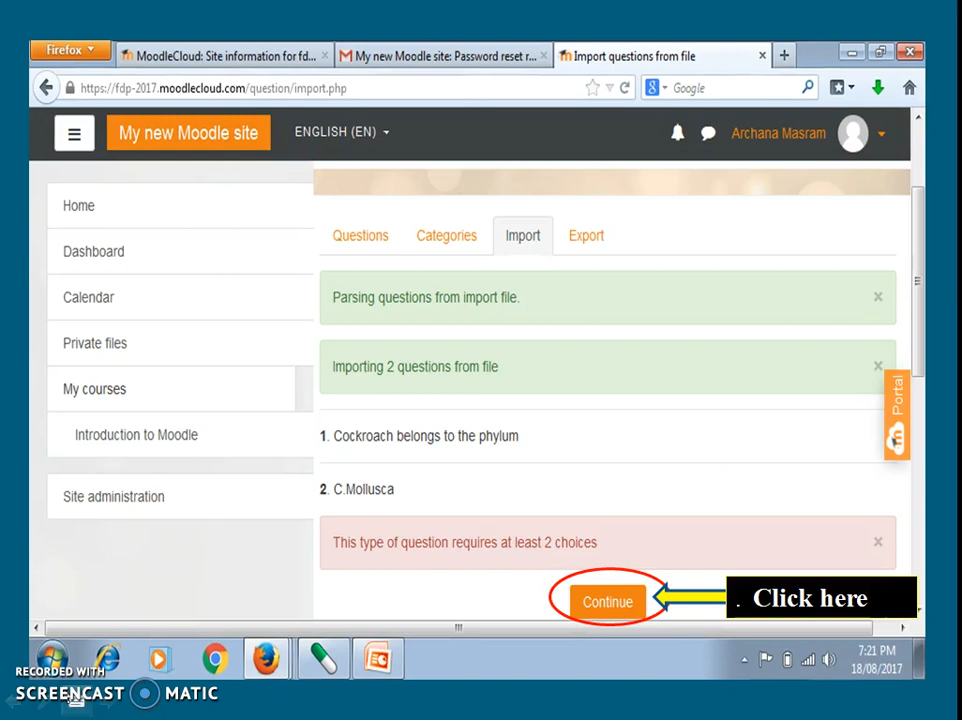 Firefox
MoodleCloud: Site information for fd...
My new Moodle site: Password reset r...
Import questions from file
https://fdp-2017.moodlecloud.com/question/import.php
Google
My new Moodle site
ENGLISH (EN)
Archana Masram
Home
Dashboard
Calendar
Private files
My courses
Introduction to Moodle
Site administration
Questions
Categories
Import
Export
Parsing questions from import file.
Importing 2 questions from file
1. Cockroach belongs to the phylum
2. C.Mollusca
This type of question requires at least 2 choices
Continue
. Click here
Portal
7:21 PM
18/08/2017
RECORDED WITH
SCREENCAST MATIC